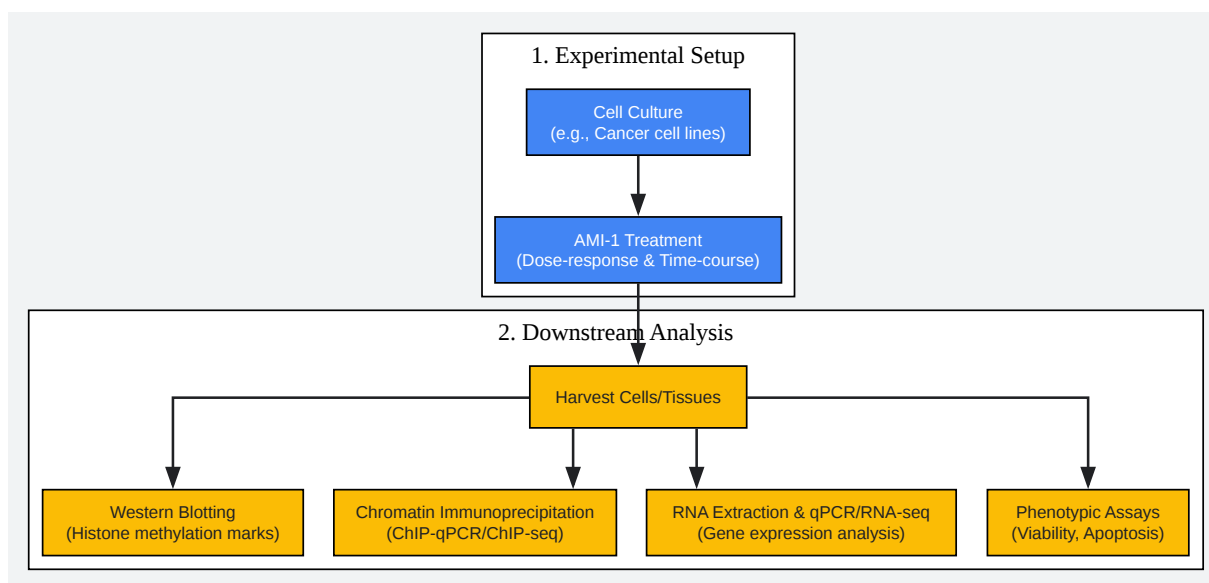 1. Experimental Setup
Cell Culture
(e.g., Cancer cell lines)
AMI-1 Treatment
(Dose-response & Time-course)
2. Downstream Analysis
Harvest Cells/Tissues
Western Blotting
(Histone methylation marks)
Chromatin Immunoprecipitation
(ChIP-qPCR/ChIP-seq)
RNA Extraction & qPCR/RNA-seq
(Gene expression analysis)
Phenotypic Assays
(Viability, Apoptosis)